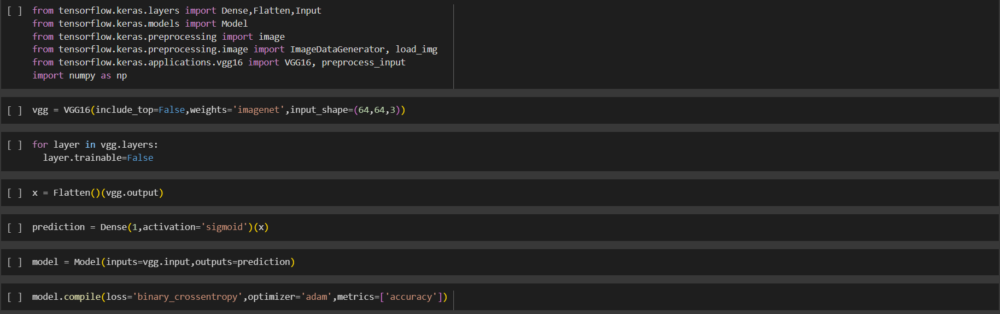 [ ] from tensorflow.keras.layers import Dense,Flatten,Input
from tensorflow.keras.models import Model
from tensorflow.keras.preprocessing import image
from tensorflow.keras.preprocessing.image import ImageDataGenerator, load_img
from tensorflow.keras.applications.vgg16 import VGG16, preprocess_input
import numpy as np
[ ] vgg = VGG16(include_top=False,weights='imagenet',input_shape=(64,64,3))
[ ] for layer in vgg.layers:
  layer.trainable=False
[ ] x = Flatten()(vgg.output)
[ ] prediction = Dense(1,activation='sigmoid')(x)
[ ] model = Model(inputs=vgg.input,outputs=prediction)
[ ] model.compile(loss='binary_crossentropy',optimizer='adam',metrics=['accuracy'])